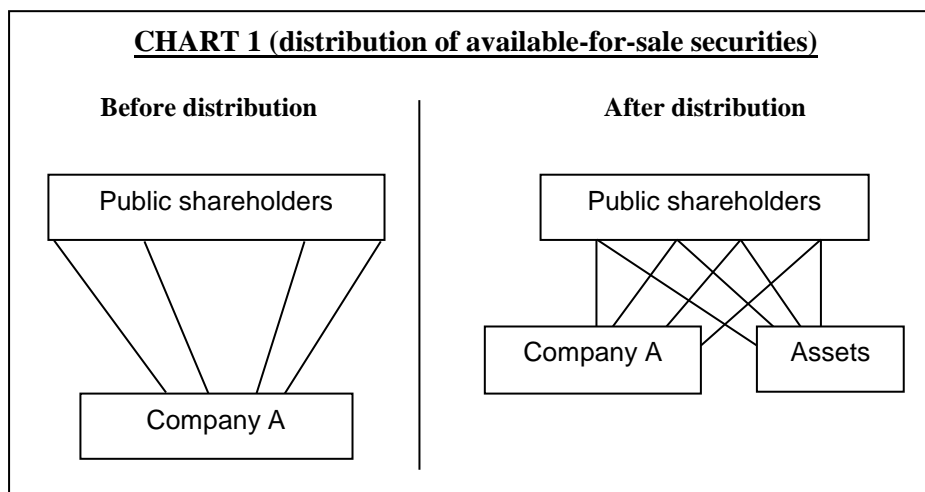 CHART 1 (distribution of available-for-sale securities)
Before distribution
Public shareholders
Company A
After distribution
Public shareholders
Company A
Assets